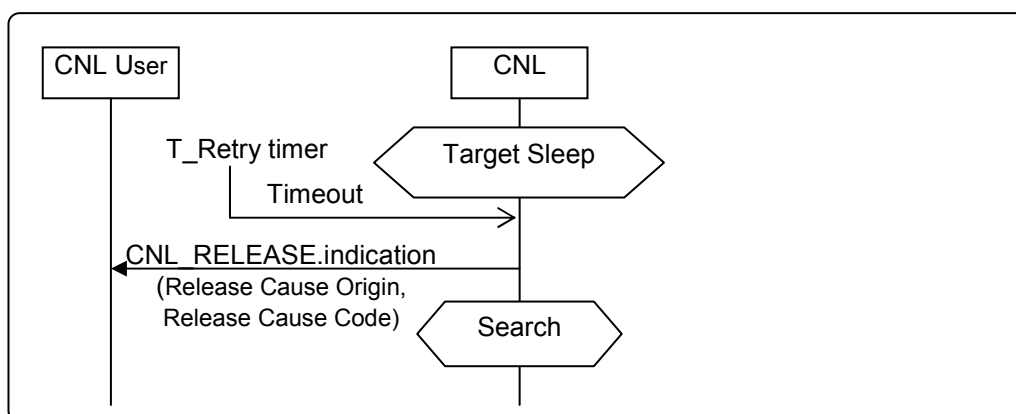 CNL User
CNL
T_Retry timer
Target Sleep
Timeout
CNL_RELEASE.indication
(Release Cause Origin,
Release Cause Code)
Search